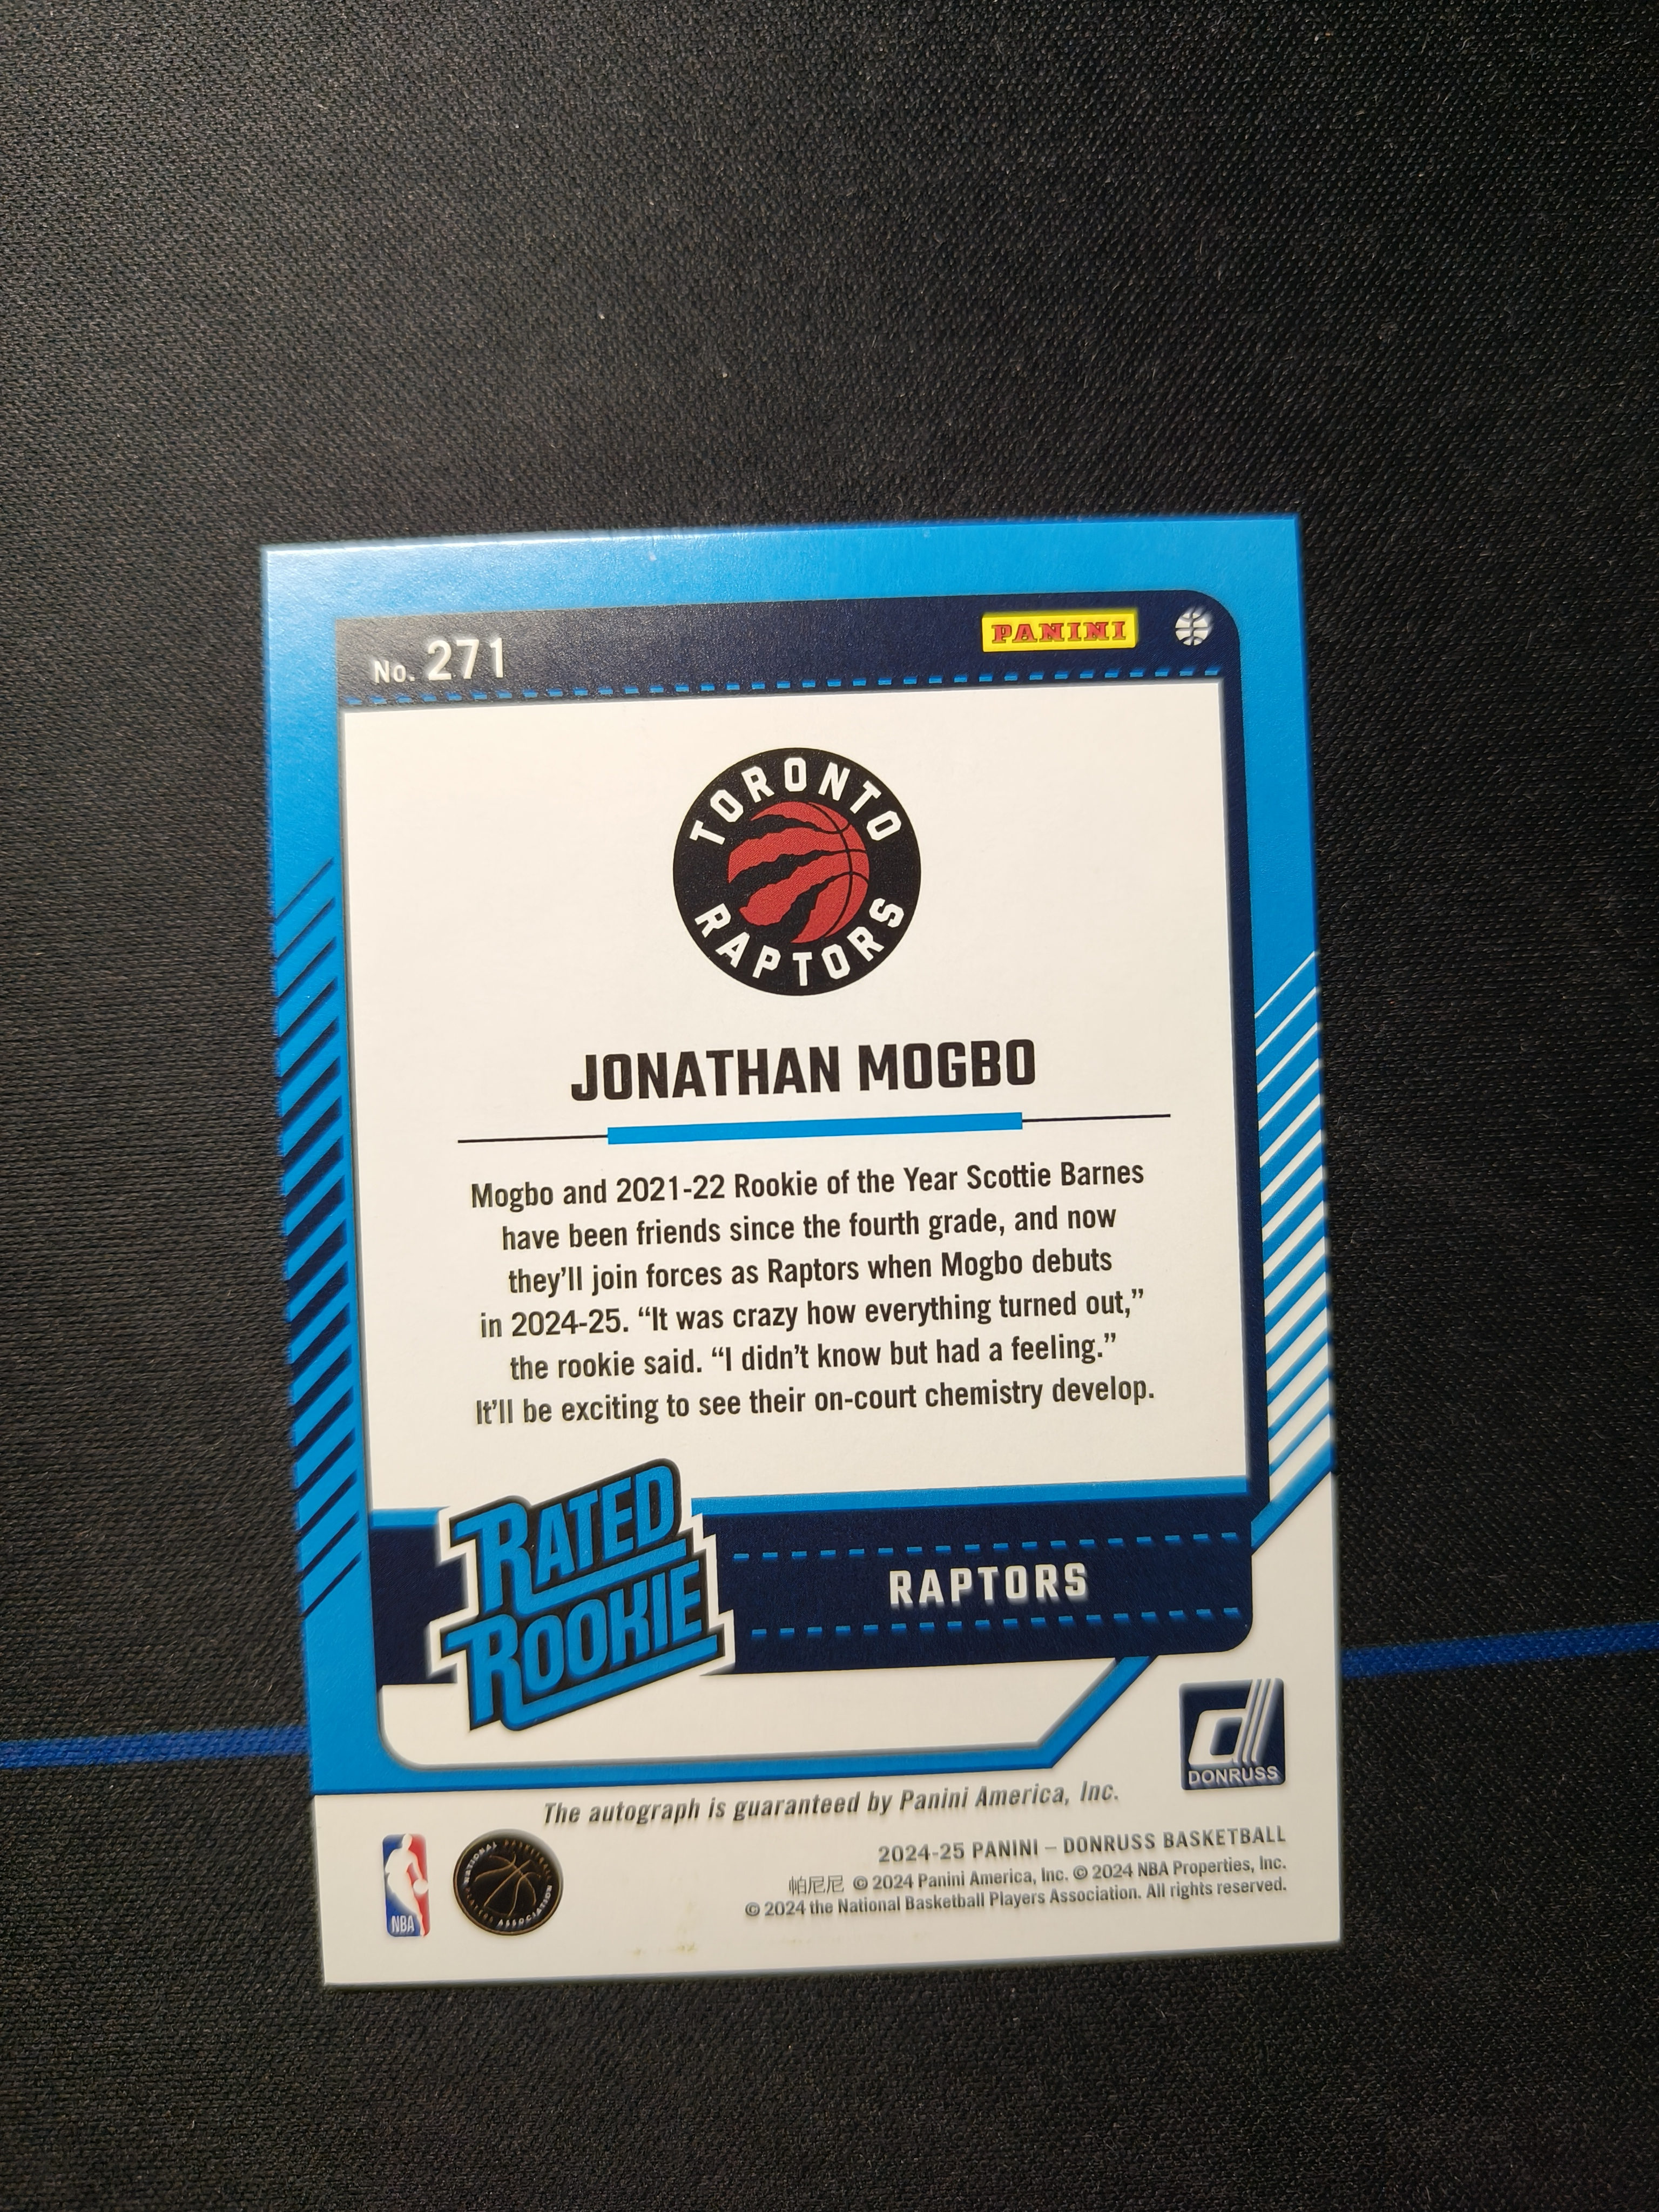 No. 271
PANINI
TORONTO
RAPTORS
JONATHAN MOGBO
Mogbo and 2021-22 Rookie of the Year Scottie Barnes
have been friends since the fourth grade, and now
they’ll join forces as Raptors when Mogbo debuts
in 2024-25. “It was crazy how everything turned out,”
the rookie said. “I didn’t know but had a feeling.”
It’ll be exciting to see their on-court chemistry develop.
RATED
ROOKIE
RAPTORS
d
DONRUSS
The autograph is guaranteed by Panini America, Inc.
2024-25 PANINI – DONRUSS BASKETBALL
帕尼尼 © 2024 Panini America, Inc. © 2024 NBA Properties, Inc.
© 2024 the National Basketball Players Association. All rights reserved.
NBA
NATIONAL BASKETBALL
PLAYERS ASSOCIATION